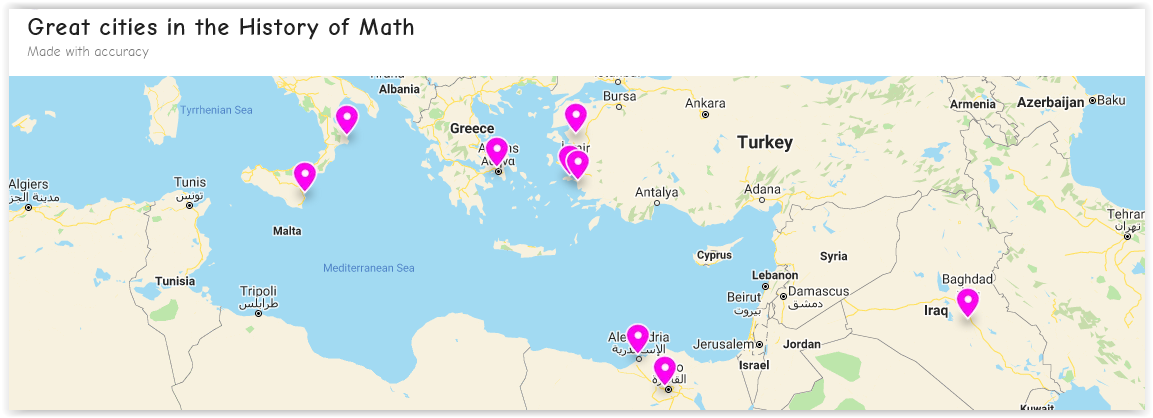 Great cities in the History of Math
Made with accuracy
Albania
Tyrrhenian Sea
Bursa
Ankara
Armenia
Azerbaijan
Baku
Greece
Turkey
Algiers
Tunis
تونس
Antalya
Adana
Tehran
تهران
Malta
Mediterranean Sea
Cyprus
Syria
Tunisia
Lebanon
Baghdad
Tripoli
طرابلس
Beirut
بيروت
Damascus
دمشق
Iraq
Jerusalem
Jordan
Israel
Kuwait